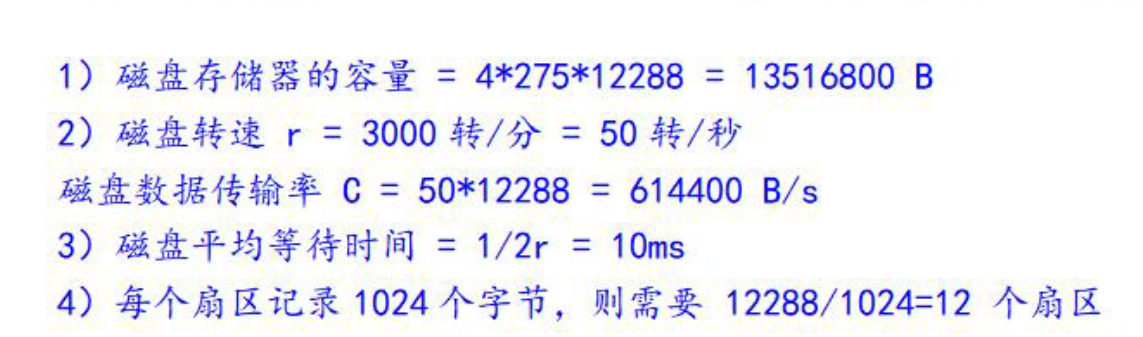 1) 磁盘存储器的容量 = 4*275*12288 = 13516800 B
2) 磁盘转速 r = 3000 转/分 = 50 转/秒
磁盘数据传输率 C = 50*12288 = 614400 B/s
3) 磁盘平均等待时间 = 1/2r = 10ms
4) 每个扇区记录 1024 个字节，则需要 12288/1024=12 个扇区